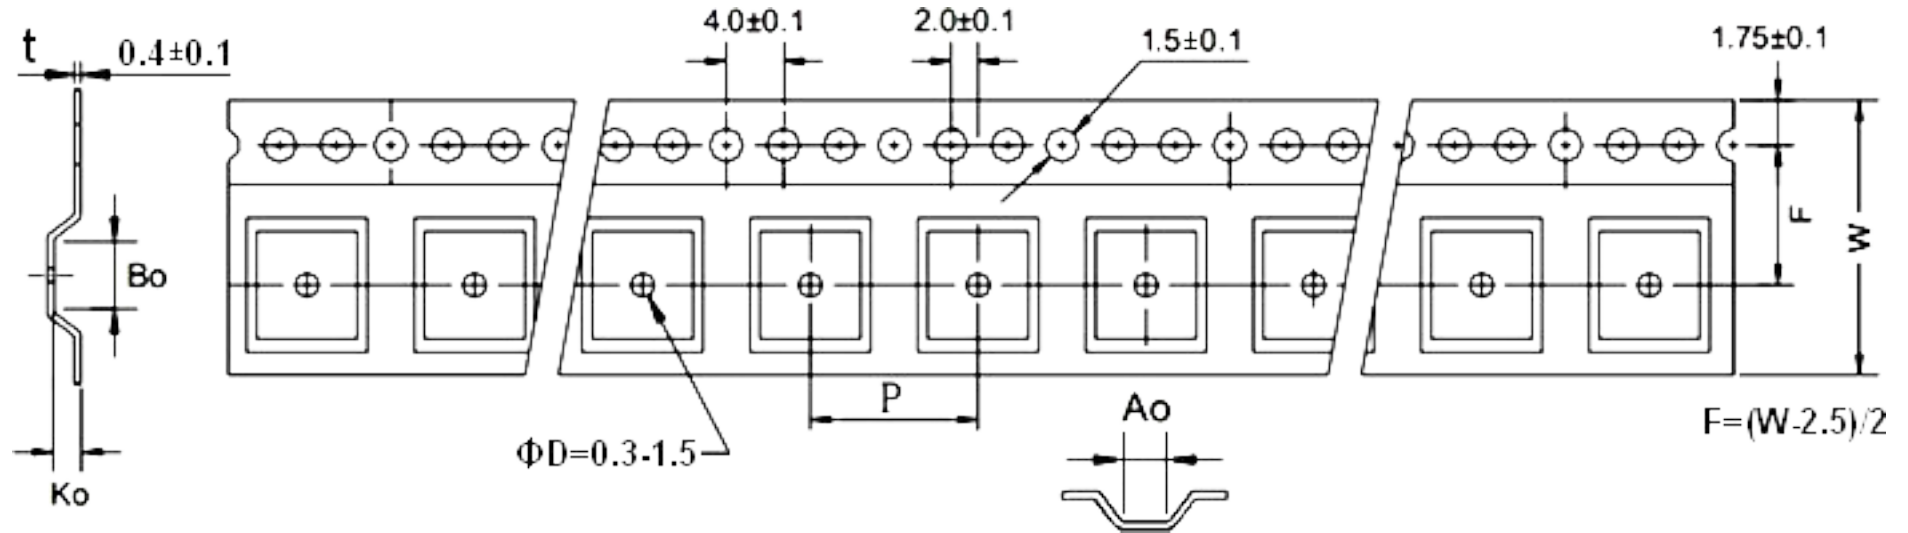 4.0±0.1
2.0±0.1
1.5±0.1
1.75±0.1
t
0.4±0.1
Bo
F
W
P
Ao
ΦD=0.3-1.5
F=(W-2.5)/2
Ko